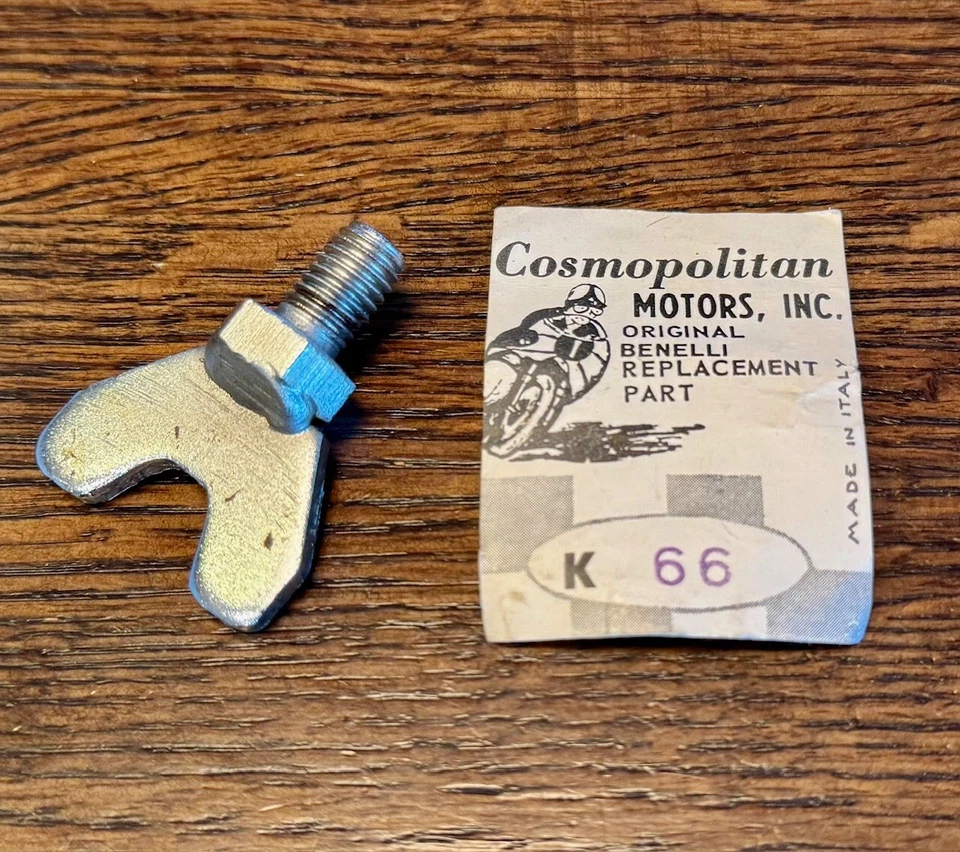 Cosmopolitan
MOTORS, INC.
ORIGINAL
BENELLI
REPLACEMENT
PART
MADE IN ITALY
K 66